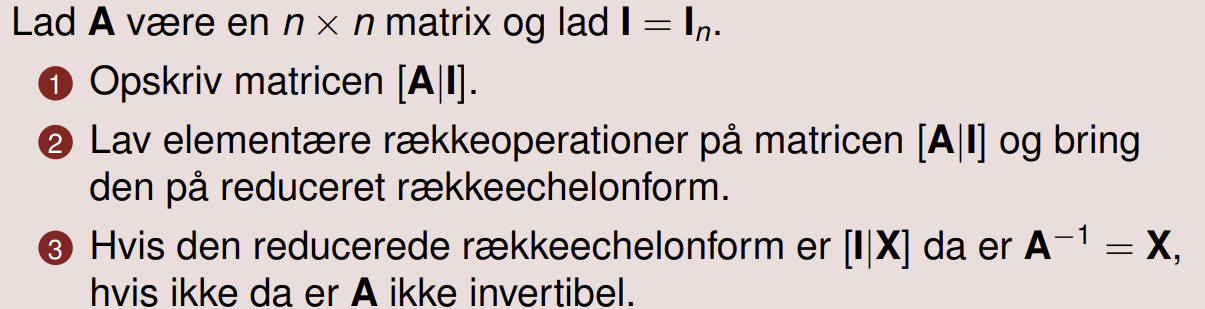 Lad A være en n × n matrix og lad I = Iₙ.
1 Opskriv matricen [A|I].
2 Lav elementære rækkeoperationer på matricen [A|I] og bring
den på reduceret rækkeechelonform.
3 Hvis den reducerede rækkeechelonform er [I|X] da er A⁻¹ = X,
hvis ikke da er A ikke invertibel.